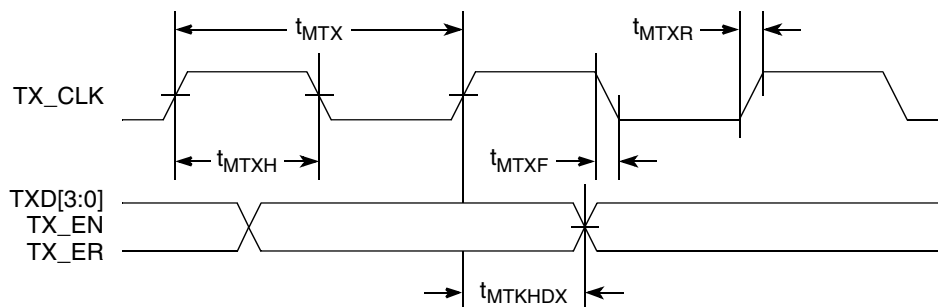 tMTX
tMTXR
TX_CLK
tMTXH
tMTXF
TXD[3:0]
TX_EN
TX_ER
tMTKHDX